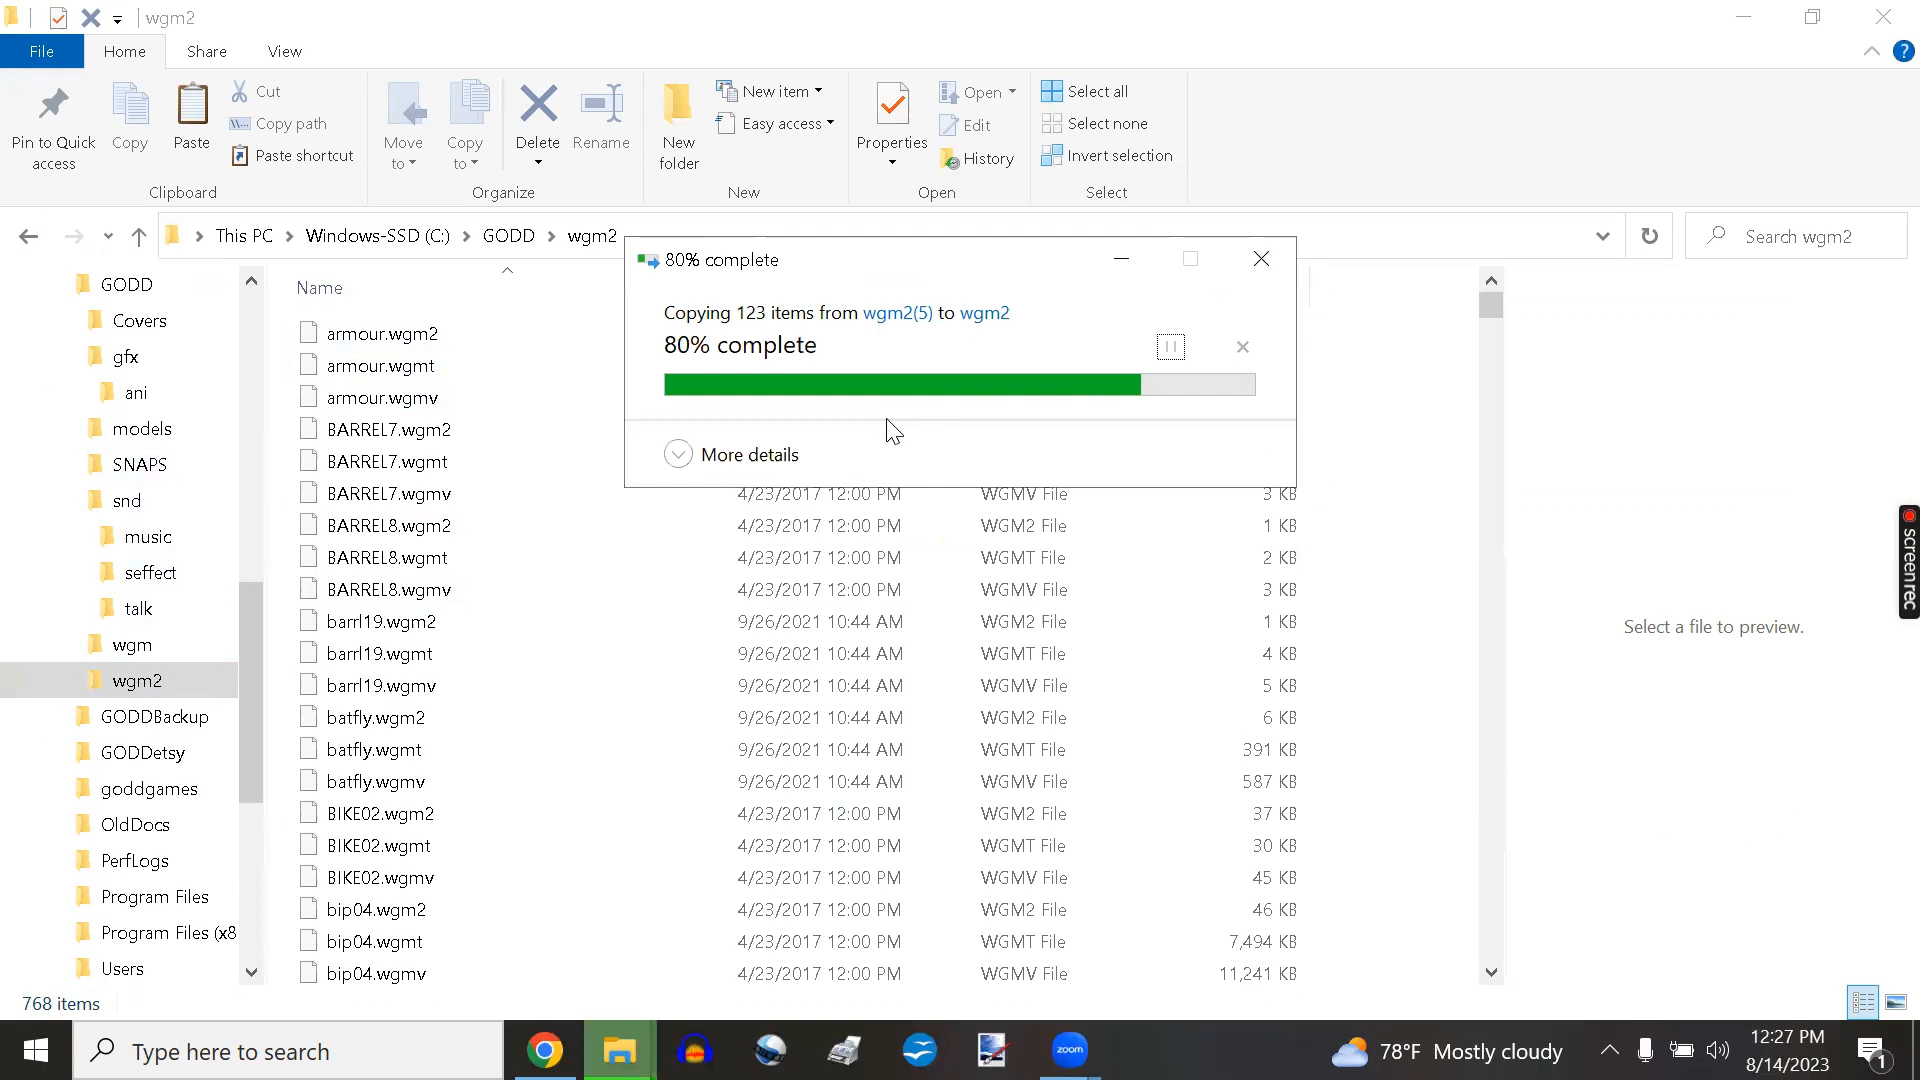 wgm2
File Home Share View
Pin to Quick access
Copy
Paste
Cut
Copy path
Paste shortcut
Clipboard
Move to
Copy to
Delete
Rename
Organize
New folder
New item
Easy access
New
Properties
Open
Edit
History
Open
Select all
Select none
Invert selection
Select
This PC > Windows-SSD (C:) > GODD > wgm2
Search wgm2
GODD
Covers
gfx
ani
models
SNAPS
snd
music
seffect
talk
wgm
wgm2
GODDBackup
GODDetsy
goddgames
OldDocs
PerfLogs
Program Files
Program Files (x8
Users
Name
armour.wgm2
armour.wgmt
armour.wgmv
BARREL7.wgm2
BARREL7.wgmt
BARREL7.wgmv 4/23/2017 12:00 PM WGMV File 3 KB
BARREL8.wgm2 4/23/2017 12:00 PM WGM2 File 1 KB
BARREL8.wgmt 4/23/2017 12:00 PM WGMT File 2 KB
BARREL8.wgmv 4/23/2017 12:00 PM WGMV File 3 KB
barrl19.wgm2 9/26/2021 10:44 AM WGM2 File 1 KB
barrl19.wgmt 9/26/2021 10:44 AM WGMT File 4 KB
barrl19.wgmv 9/26/2021 10:44 AM WGMV File 5 KB
batfly.wgm2 9/26/2021 10:44 AM WGM2 File 6 KB
batfly.wgmt 9/26/2021 10:44 AM WGMT File 391 KB
batfly.wgmv 9/26/2021 10:44 AM WGMV File 587 KB
BIKE02.wgm2 4/23/2017 12:00 PM WGM2 File 37 KB
BIKE02.wgmt 4/23/2017 12:00 PM WGMT File 30 KB
BIKE02.wgmv 4/23/2017 12:00 PM WGMV File 45 KB
bip04.wgm2 4/23/2017 12:00 PM WGM2 File 46 KB
bip04.wgmt 4/23/2017 12:00 PM WGMT File 7,494 KB
bip04.wgmv 4/23/2017 12:00 PM WGMV File 11,241 KB
80% complete
Copying 123 items from wgm2(5) to wgm2
80% complete
More details
Select a file to preview.
screenrec
768 items
Type here to search
zoom
78°F Mostly cloudy
12:27 PM
8/14/2023
1